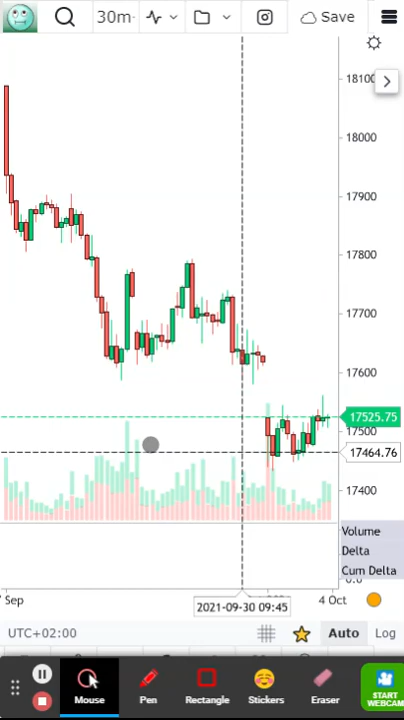 30m
Save
18100
18000
17900
17800
17700
17600
17525.75
17500
17464.76
17400
Volume
Delta
Cum Delta
Sep
2021-09-30 09:45
4 Oct
UTC+02:00
Auto
Log
Mouse
Pen
Rectangle
Stickers
Eraser
START
WEBCAM